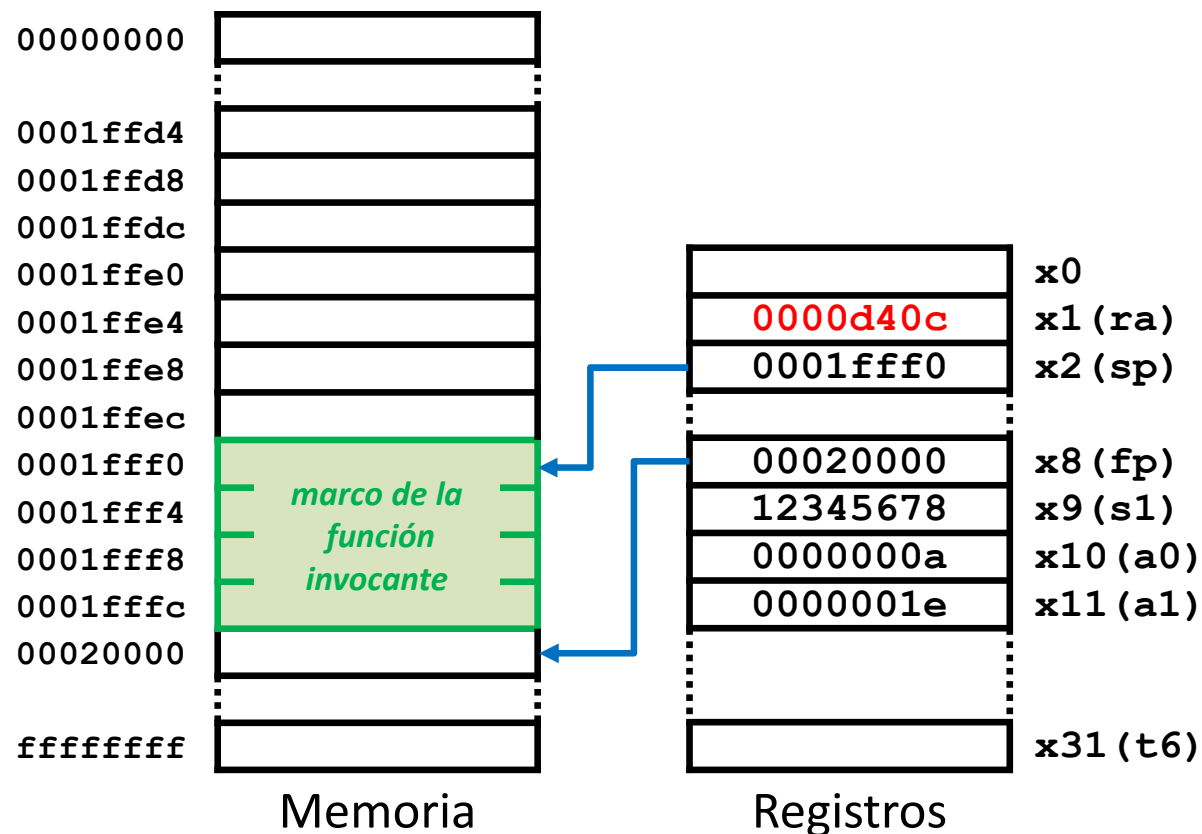 00000000
0001ffd4
0001ffd8
0001ffdc
0001ffe0
x0
0001ffe4
0000d40c
x1(ra)
0001ffe8
0001fff0
x2(sp)
0001ffec
0001fff0
00020000
x8(fp)
marco de la
0001fff4
12345678
x9(s1)
función
0001fff8
0000000a
x10(a0)
invocante
0001fffc
0000001e
x11(a1)
00020000
ffffffff
x31(t6)
Memoria
Registros